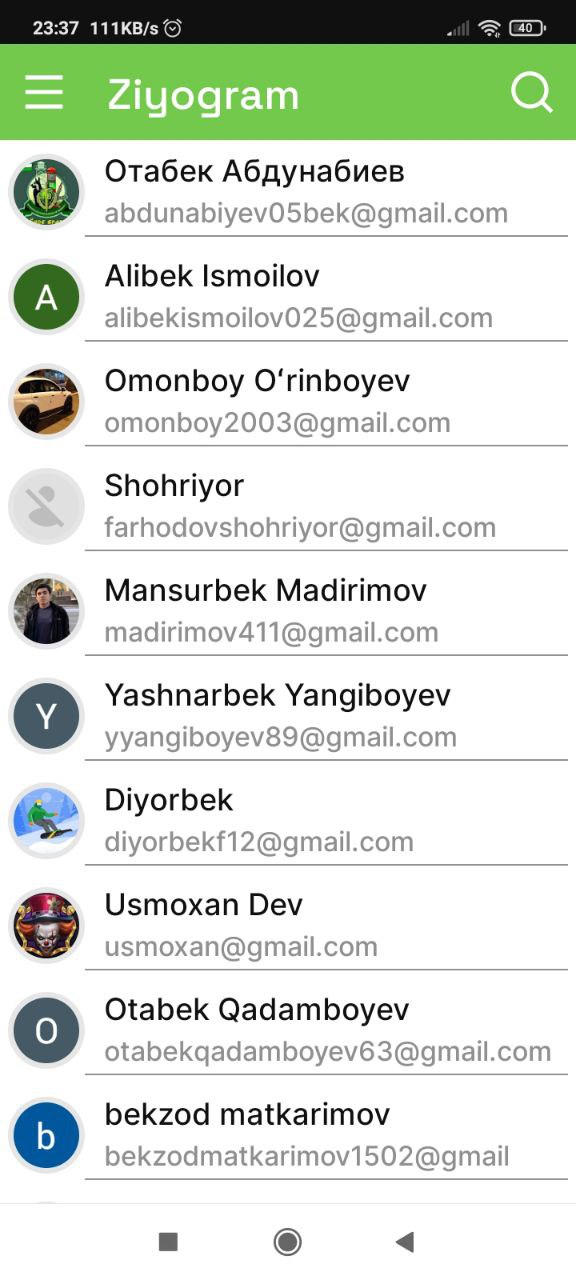 23:37 111KB/s 40
Ziyogram
Отабек Абдунабиев
abdunabiyev05bek@gmail.com
A
Alibek Ismoilov
alibekismoilov025@gmail.com
Omonboy Oʻrinboyev
omonboy2003@gmail.com
Shohriyor
farhodovshohriyor@gmail.com
Mansurbek Madirimov
madirimov411@gmail.com
Y
Yashnarbek Yangiboyev
yyangiboyev89@gmail.com
Diyorbek
diyorbekf12@gmail.com
Usmoxan Dev
usmoxan@gmail.com
O
Otabek Qadamboyev
otabekqadamboyev63@gmail.com
b
bekzod matkarimov
bekzodmatkarimov1502@gmail